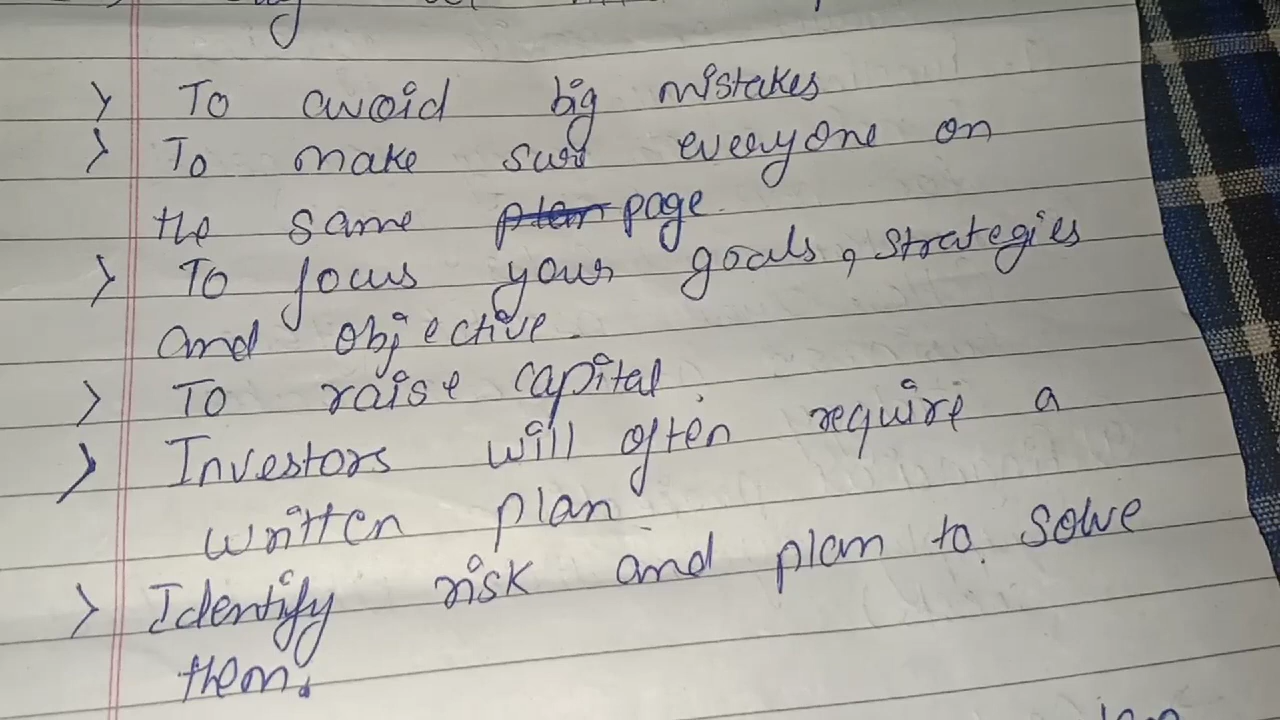 > To avoid big mistakes
> To make sure everyone on
the same plan page.
> To focus your goals, strategies
and objective.
> To raise capital.
> Investors will often require a
written plan.
> Identify risk and plan to solve
them.